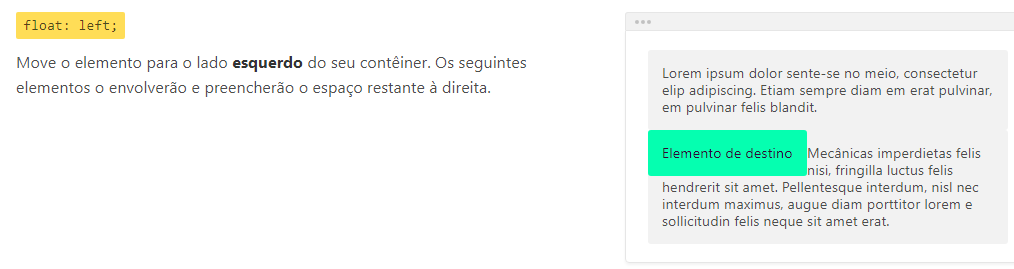 float: left;
Move o elemento para o lado esquerdo do seu contêiner. Os seguintes
elementos o envolverão e preencherão o espaço restante à direita.
Lorem ipsum dolor sente-se no meio, consectetur
elip adipiscing. Etiam sempre diam em erat pulvinar,
em pulvinar felis blandit.
Elemento de destino Mecânicas imperdietas felis
nisi, fringilla luctus felis
hendrerit sit amet. Pellentesque interdum, nisl nec
interdum maximus, augue diam porttitor lorem e
sollicitudin felis neque sit amet erat.